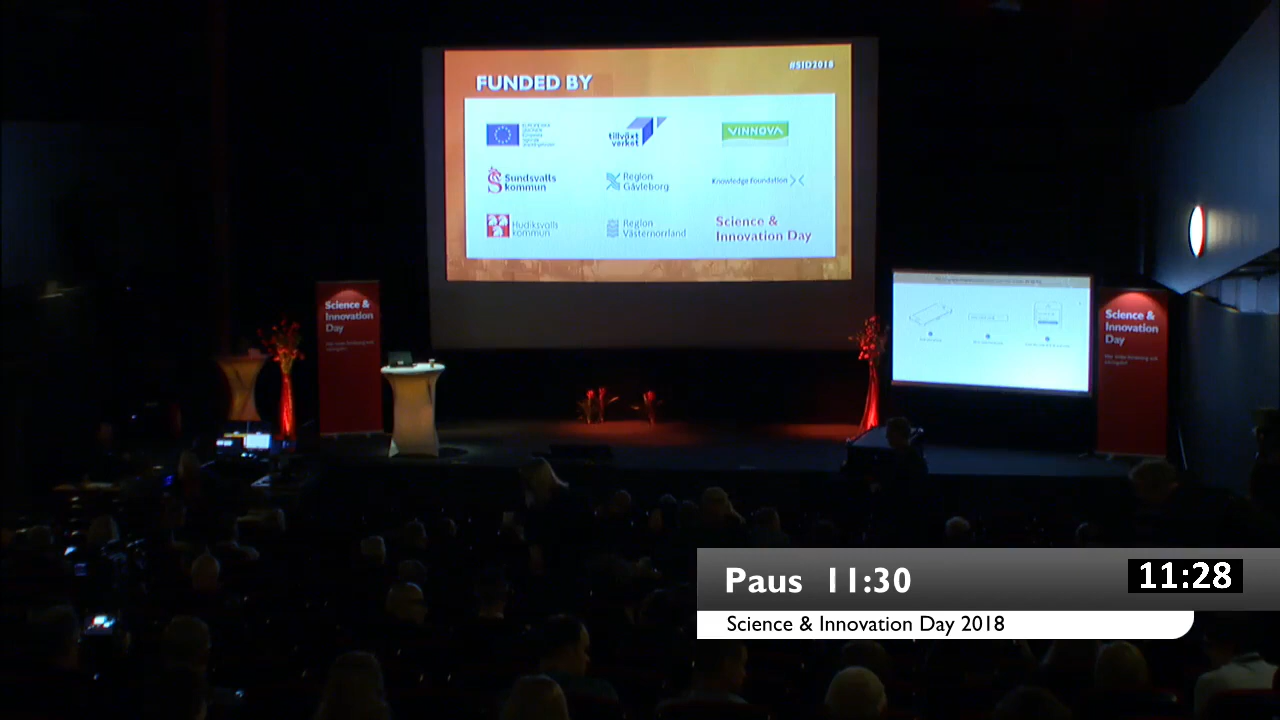 #SID2018
FUNDED BY
tillväxt
verket
VINNOVA
Sundsvalls
kommun
Region
Gävleborg
Knowledge Foundation
Hudiksvalls
kommun
Region
Västernorrland
Science &
Innovation Day
Science &
Innovation
Day
Science &
Innovation
Day
Paus 11:30
11:28
Science & Innovation Day 2018